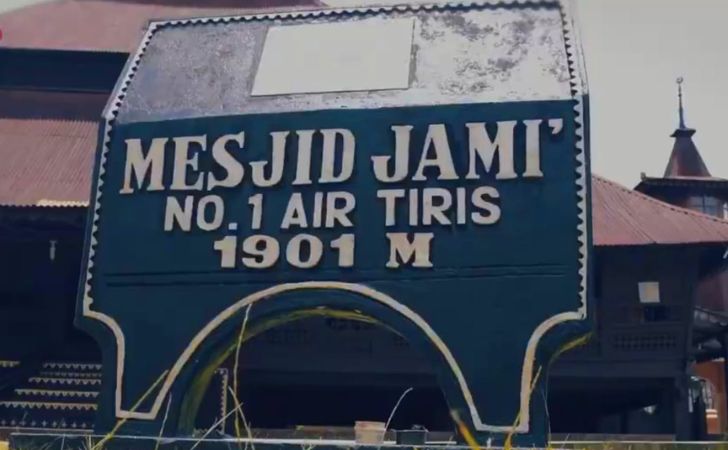 MESJID JAMI'
NO.1 AIR TIRIS
1901 M